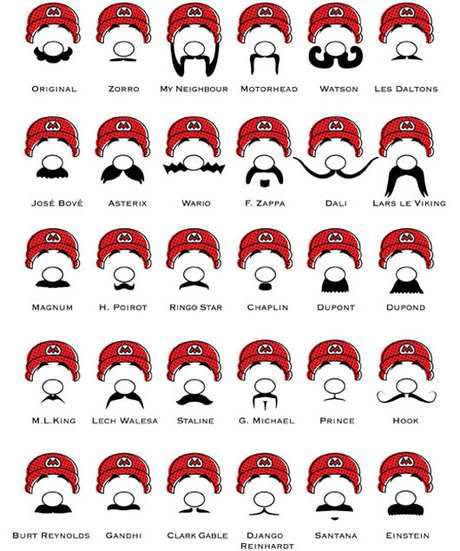 Original Zorro My Neighbour Motorhead Watson Les Daltons
José Bové Asterix Wario F. Zappa Dali Lars le Viking
Magnum H. Poirot Ringo Star Chaplin Dupont Dupond
M.L.King Lech Walesa Staline G. Michael Prince Hook
Burt Reynolds Gandhi Clark Gable Django Reinhardt Santana Einstein